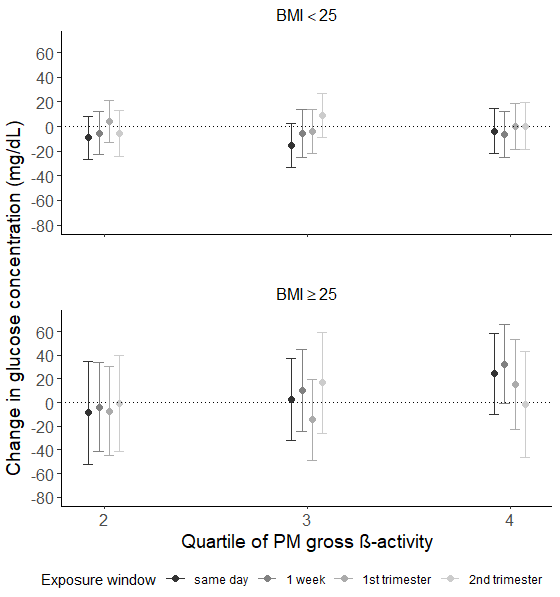 BMI < 25
60
40
20
0
-20
-40
-60
-80
BMI ≥ 25
60
40
20
0
-20
-40
-60
-80
Change in glucose concentration (mg/dL)
2 3 4
Quartile of PM gross ß-activity
Exposure window same day 1 week 1st trimester 2nd trimester